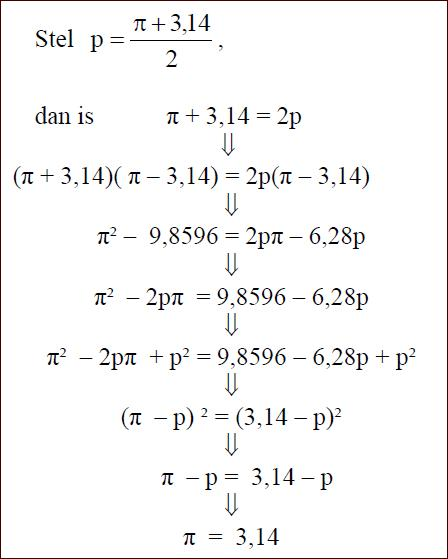 Stel p = (π + 3,14) / 2 ,
dan is π + 3,14 = 2p
⇓
(π + 3,14)( π – 3,14) = 2p(π – 3,14)
⇓
π² – 9,8596 = 2pπ – 6,28p
⇓
π² – 2pπ = 9,8596 – 6,28p
⇓
π² – 2pπ + p² = 9,8596 – 6,28p + p²
⇓
(π – p) ² = (3,14 – p)²
⇓
π – p = 3,14 – p
⇓
π = 3,14